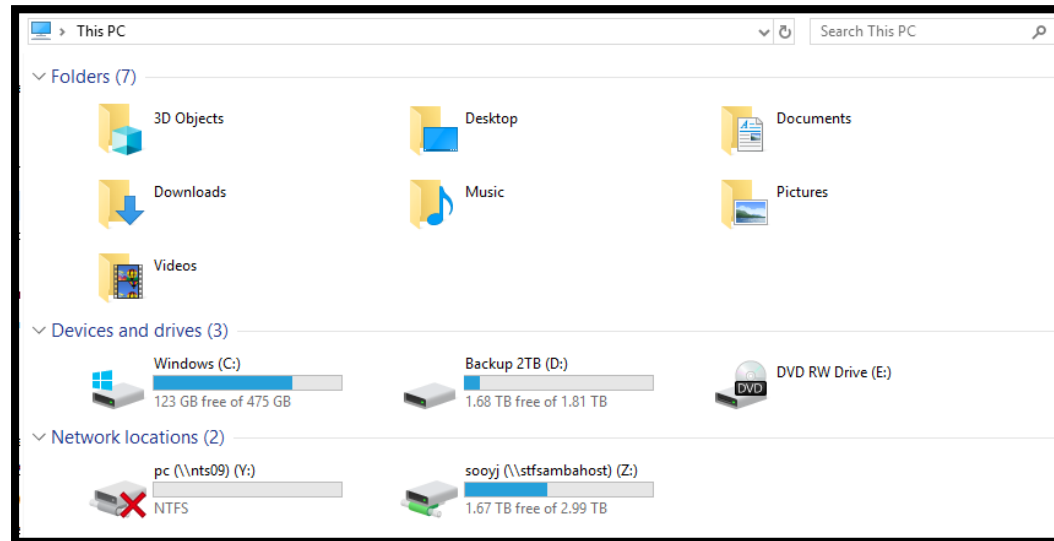 This PC
Search This PC
Folders (7)
3D Objects
Desktop
Documents
Downloads
Music
Pictures
Videos
Devices and drives (3)
Windows (C:)
123 GB free of 475 GB
Backup 2TB (D:)
1.68 TB free of 1.81 TB
DVD RW Drive (E:)
DVD
Network locations (2)
pc (\\nts09) (Y:)
NTFS
sooyj (\\stfsambahost) (Z:)
1.67 TB free of 2.99 TB